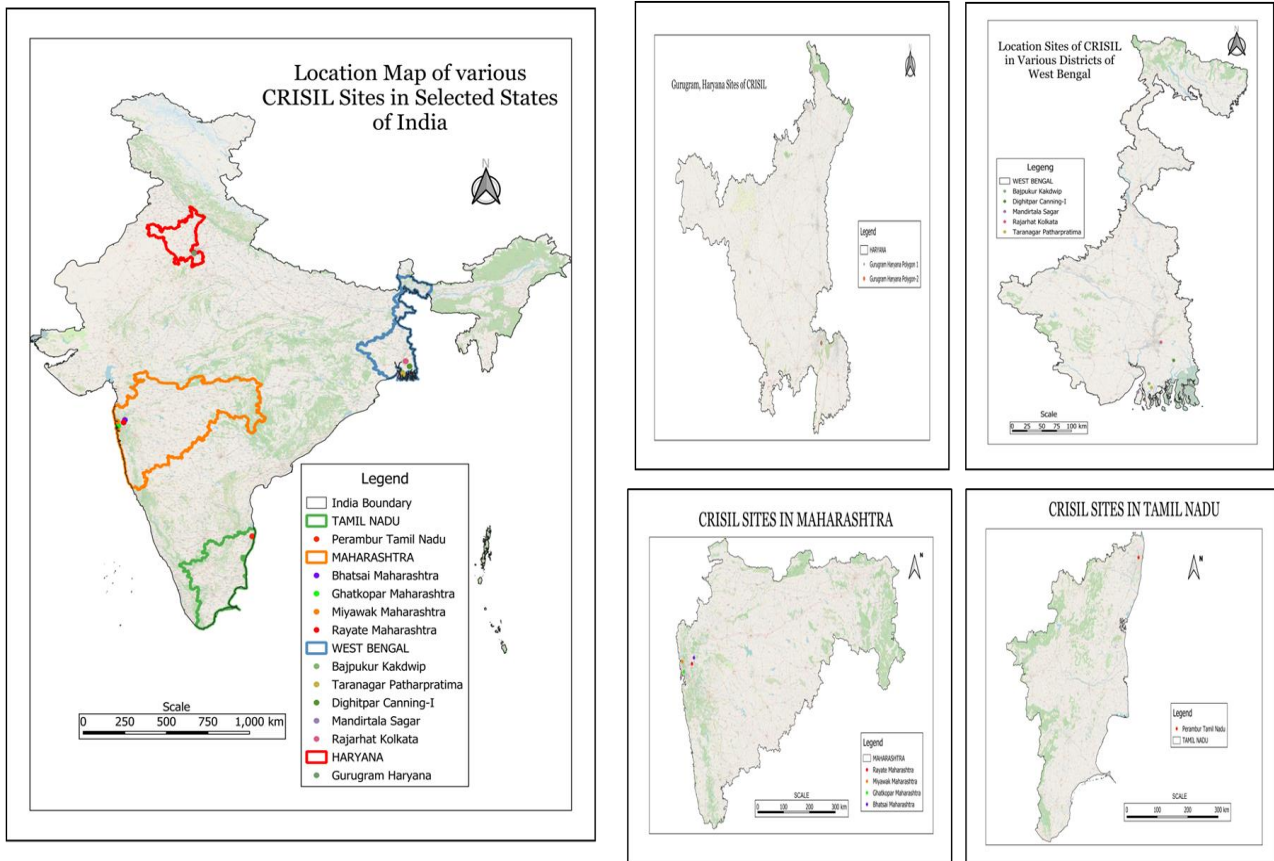 Location Map of various
CRISIL Sites in Selected States
of India
N
Legend
India Boundary
TAMIL NADU
Perambur Tamil Nadu
MAHARASHTRA
Bhatsai Maharashtra
Ghatkopar Maharashtra
Miyawak Maharashtra
Rayate Maharashtra
WEST BENGAL
Bajpukur Kakdwip
Taranagar Patharpratima
Dighitpar Canning-I
Mandirtala Sagar
Rajarhat Kolkata
HARYANA
Gurugram Haryana
Scale
0 250 500 750 1,000 km
Gurugram, Haryana Sites of CRISIL
N
Legend
HARYANA
Gurugram Haryana Polygon 1
Gurugram Haryana Polygon-2
Location Sites of CRISIL
in Various Districts of
West Bengal
N
Legeng
WEST BENGAL
Bajpukur Kakdwip
Dighitpar Canning-I
Mandirtala Sagar
Rajarhat Kolkata
Taranagar Patharpratima
Scale
0 25 50 75 100 km
CRISIL SITES IN MAHARASHTRA
N
Legend
MAHARASHTRA
Rayate Maharashtra
Miyawak Maharashtra
Ghatkopar Maharashtra
Bhatsai Maharashtra
SCALE
0 100 200 300 km
CRISIL SITES IN TAMIL NADU
N
Legend
Perambur Tamil Nadu
TAMIL NADU
SCALE
0 100 200 300 km